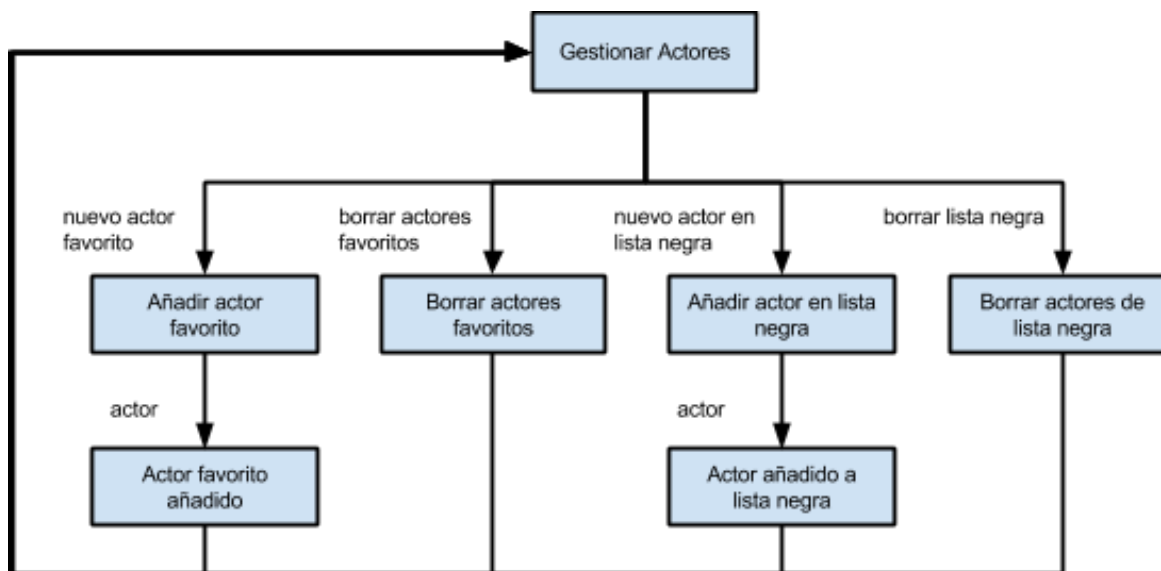 Gestionar Actores
nuevo actor
favorito
borrar actores
favoritos
nuevo actor en
lista negra
borrar lista negra
Añadir actor
favorito
Borrar actores
favoritos
Añadir actor en lista
negra
Borrar actores de
lista negra
actor
actor
Actor favorito
añadido
Actor añadido a
lista negra